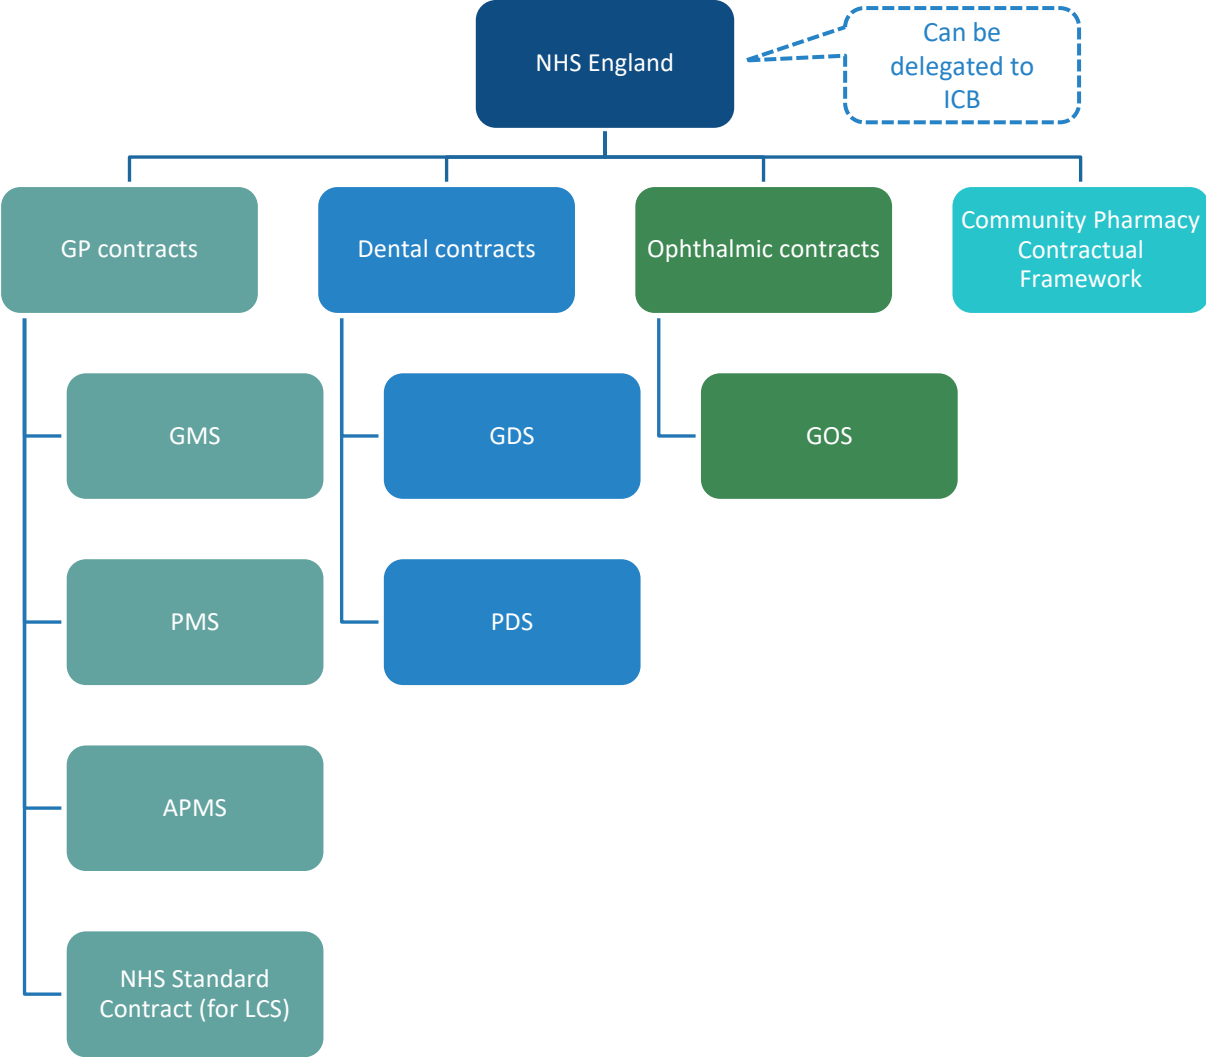 NHS England
Can be
delegated to
ICB
GP contracts
Dental contracts
Ophthalmic contracts
Community Pharmacy
Contractual
Framework
GMS
GDS
GOS
PMS
PDS
APMS
NHS Standard
Contract (for LCS)